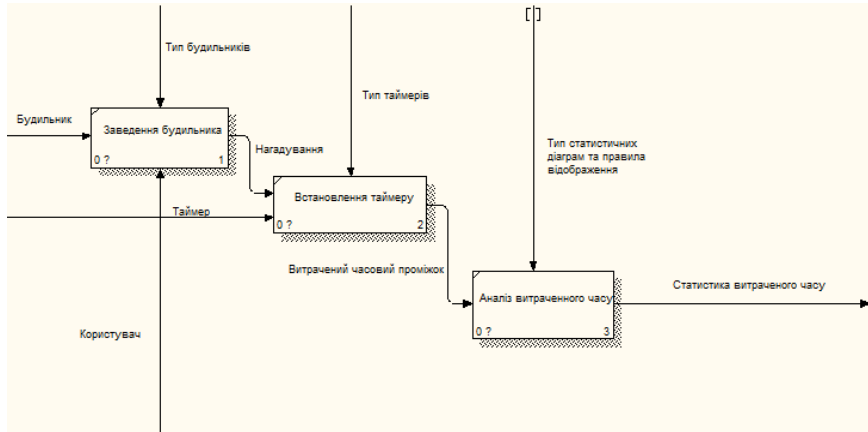 [ ]
Тип будильників
Тип таймерів
Будильник
Заведення будильника
0 ?
1
Нагадування
Тип статистичних
діаграм та правила
відображення
Встановлення таймеру
0 ?
2
Таймер
Витрачений часовий проміжок
Аналіз витраченного часу
0 ?
3
Статистика витраченого часу
Користувач